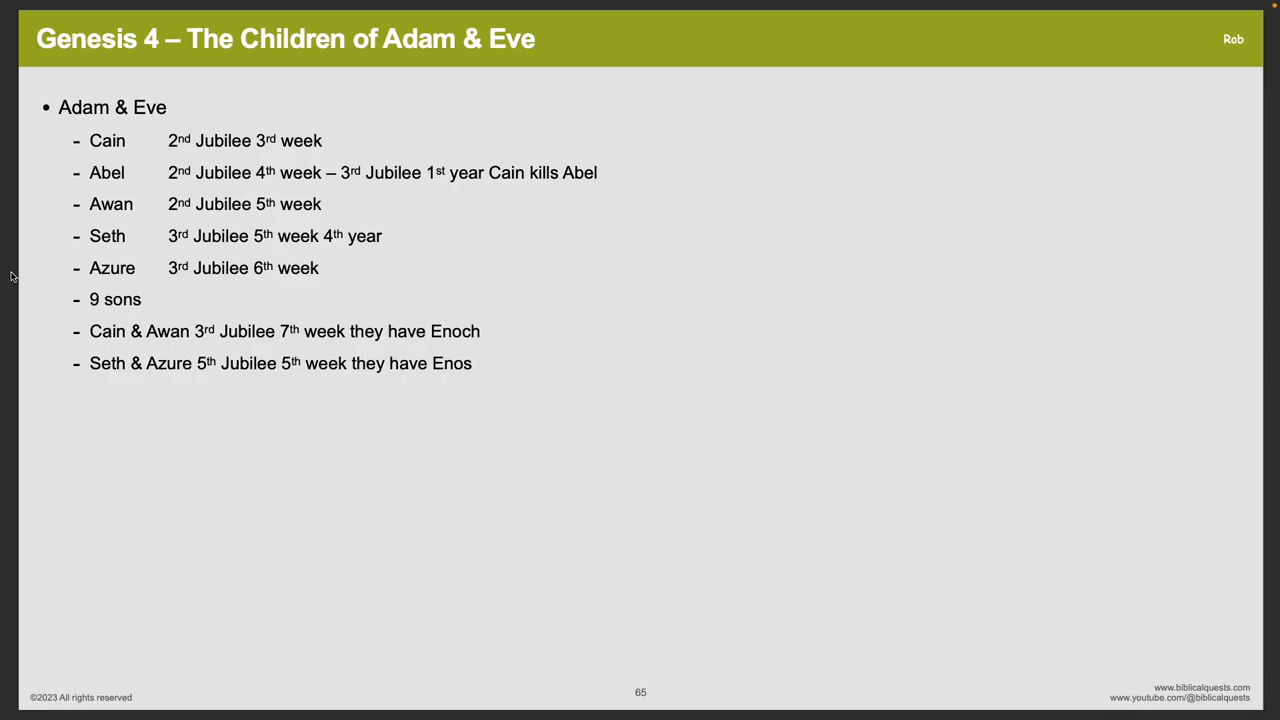 Genesis 4 – The Children of Adam & Eve
Rob
• Adam & Eve
- Cain 2nd Jubilee 3rd week
- Abel 2nd Jubilee 4th week – 3rd Jubilee 1st year Cain kills Abel
- Awan 2nd Jubilee 5th week
- Seth 3rd Jubilee 5th week 4th year
- Azure 3rd Jubilee 6th week
- 9 sons
- Cain & Awan 3rd Jubilee 7th week they have Enoch
- Seth & Azure 5th Jubilee 5th week they have Enos
©2023 All rights reserved
65
www.biblicalquests.com
www.youtube.com/@biblicalquests